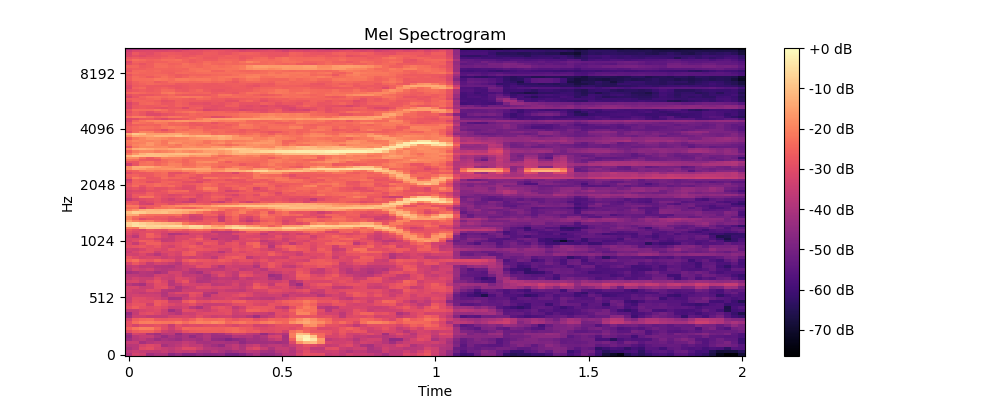 Mel Spectrogram
8192
4096
2048
1024
512
0
Hz
0 0.5 1 1.5 2
Time
+0 dB
-10 dB
-20 dB
-30 dB
-40 dB
-50 dB
-60 dB
-70 dB